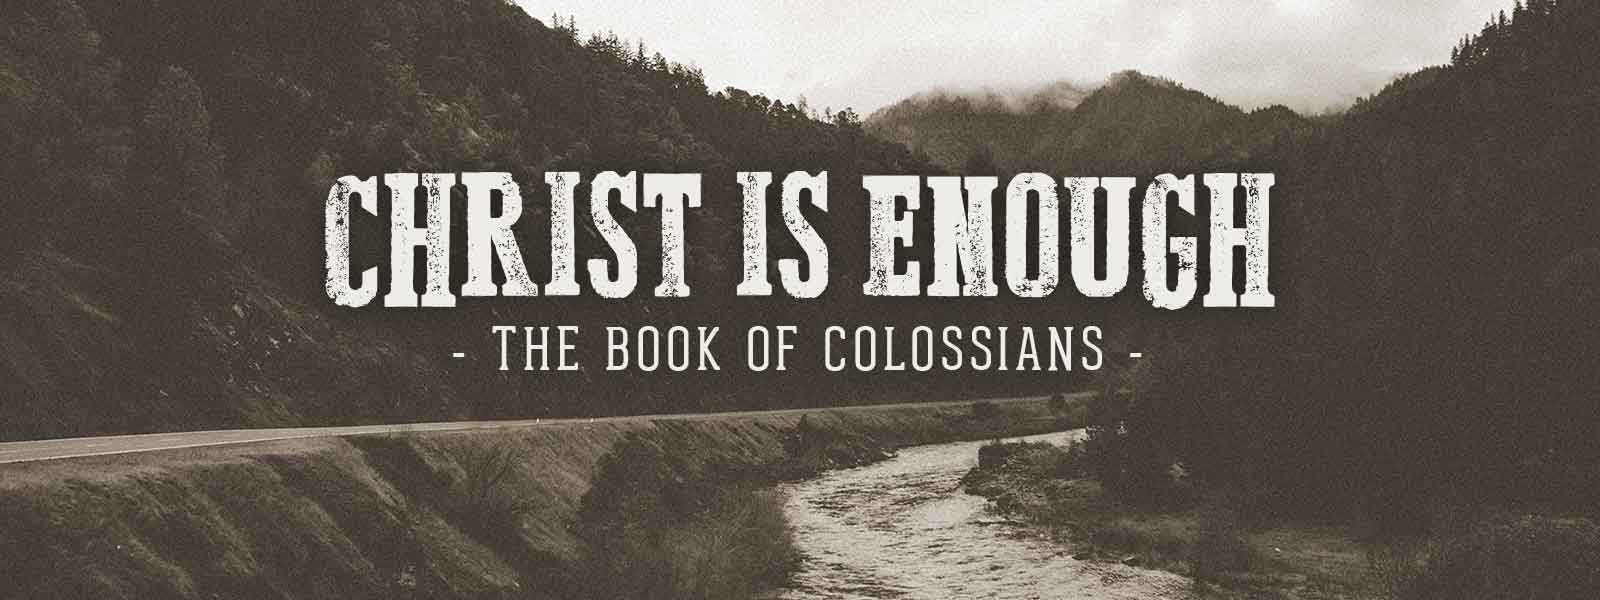 CHRIST IS ENOUGH
- THE BOOK OF COLOSSIANS -